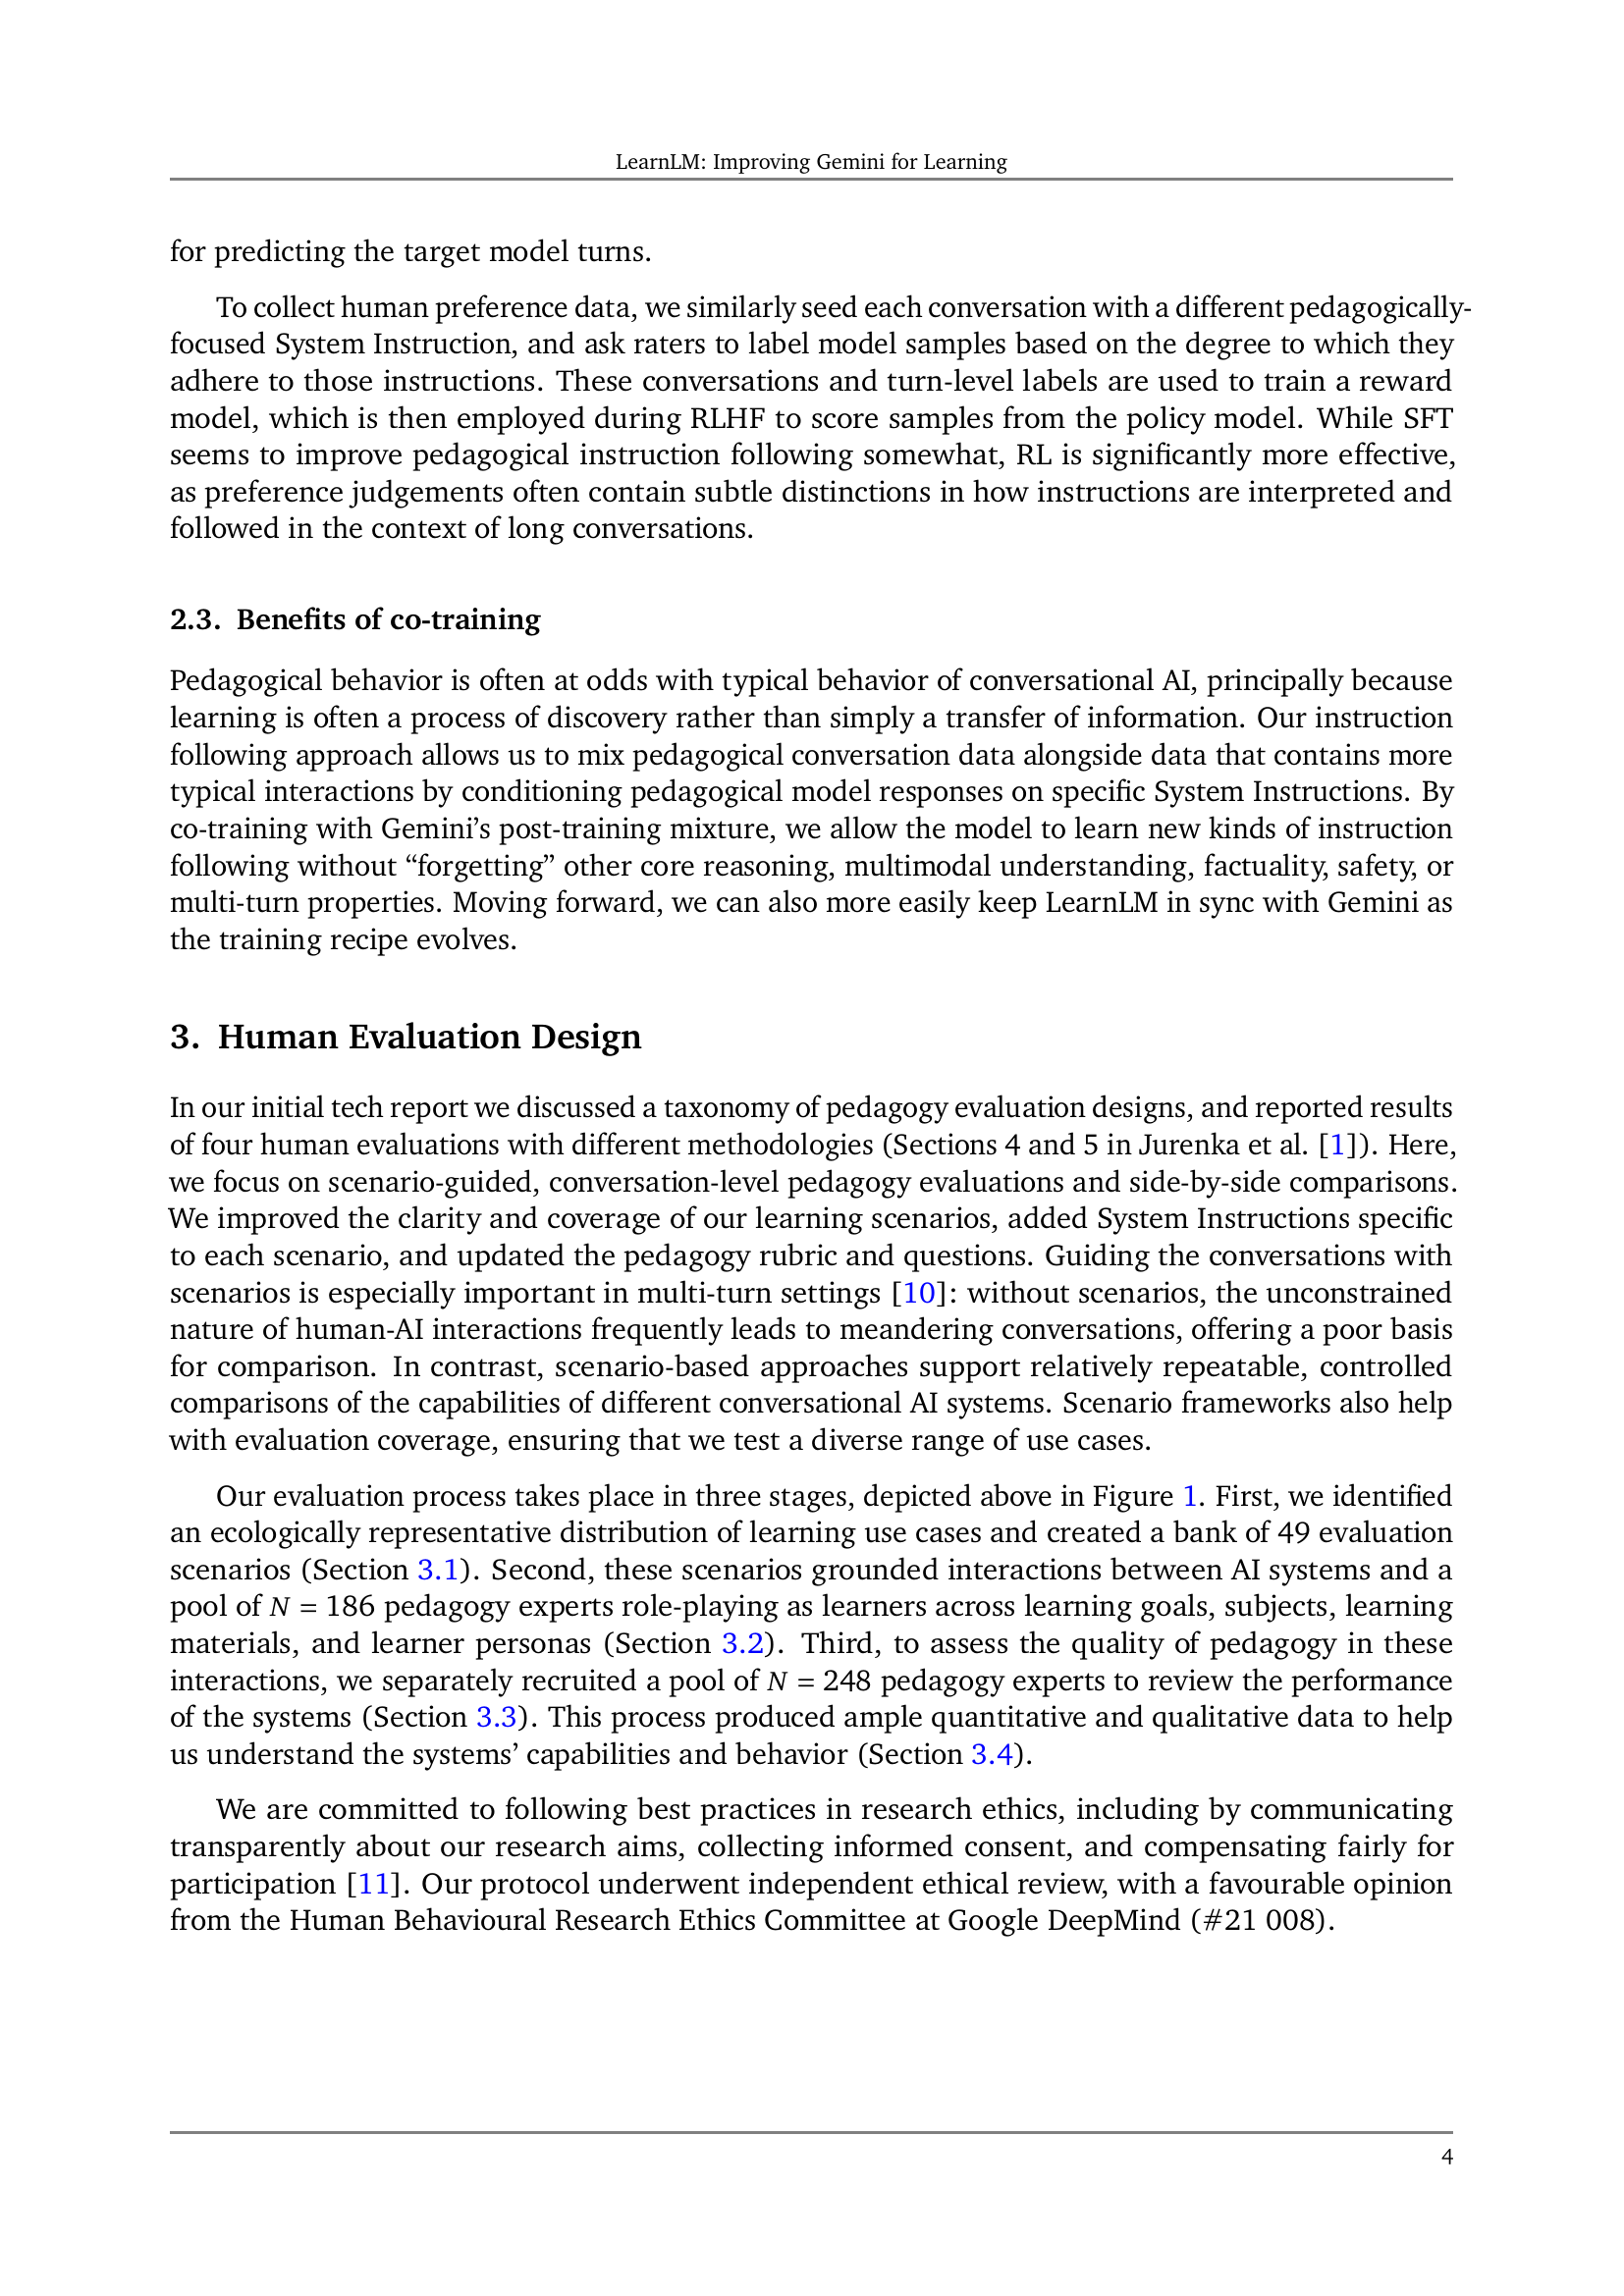 LearnLM: Improving Gemini for Learning
for predicting the target model turns.
To collect human preference data, we similarly seed each conversation with a different pedagogically-
focused System Instruction, and ask raters to label model samples based on the degree to which they
adhere to those instructions. These conversations and turn-level labels are used to train a reward
model, which is then employed during RLHF to score samples from the policy model. While SFT
seems to improve pedagogical instruction following somewhat, RL is significantly more effective,
as preference judgements often contain subtle distinctions in how instructions are interpreted and
followed in the context of long conversations.
2.3. Benefits of co-training
Pedagogical behavior is often at odds with typical behavior of conversational AI, principally because
learning is often a process of discovery rather than simply a transfer of information. Our instruction
following approach allows us to mix pedagogical conversation data alongside data that contains more
typical interactions by conditioning pedagogical model responses on specific System Instructions. By
co-training with Gemini’s post-training mixture, we allow the model to learn new kinds of instruction
following without “forgetting” other core reasoning, multimodal understanding, factuality, safety, or
multi-turn properties. Moving forward, we can also more easily keep LearnLM in sync with Gemini as
the training recipe evolves.
3. Human Evaluation Design
In our initial tech report we discussed a taxonomy of pedagogy evaluation designs, and reported results
of four human evaluations with different methodologies (Sections 4 and 5 in Jurenka et al. [1]). Here,
we focus on scenario-guided, conversation-level pedagogy evaluations and side-by-side comparisons.
We improved the clarity and coverage of our learning scenarios, added System Instructions specific
to each scenario, and updated the pedagogy rubric and questions. Guiding the conversations with
scenarios is especially important in multi-turn settings [10]: without scenarios, the unconstrained
nature of human-AI interactions frequently leads to meandering conversations, offering a poor basis
for comparison. In contrast, scenario-based approaches support relatively repeatable, controlled
comparisons of the capabilities of different conversational AI systems. Scenario frameworks also help
with evaluation coverage, ensuring that we test a diverse range of use cases.
Our evaluation process takes place in three stages, depicted above in Figure 1. First, we identified
an ecologically representative distribution of learning use cases and created a bank of 49 evaluation
scenarios (Section 3.1). Second, these scenarios grounded interactions between AI systems and a
pool of N = 186 pedagogy experts role-playing as learners across learning goals, subjects, learning
materials, and learner personas (Section 3.2). Third, to assess the quality of pedagogy in these
interactions, we separately recruited a pool of N = 248 pedagogy experts to review the performance
of the systems (Section 3.3). This process produced ample quantitative and qualitative data to help
us understand the systems’ capabilities and behavior (Section 3.4).
We are committed to following best practices in research ethics, including by communicating
transparently about our research aims, collecting informed consent, and compensating fairly for
participation [11]. Our protocol underwent independent ethical review, with a favourable opinion
from the Human Behavioural Research Ethics Committee at Google DeepMind (#21 008).
4